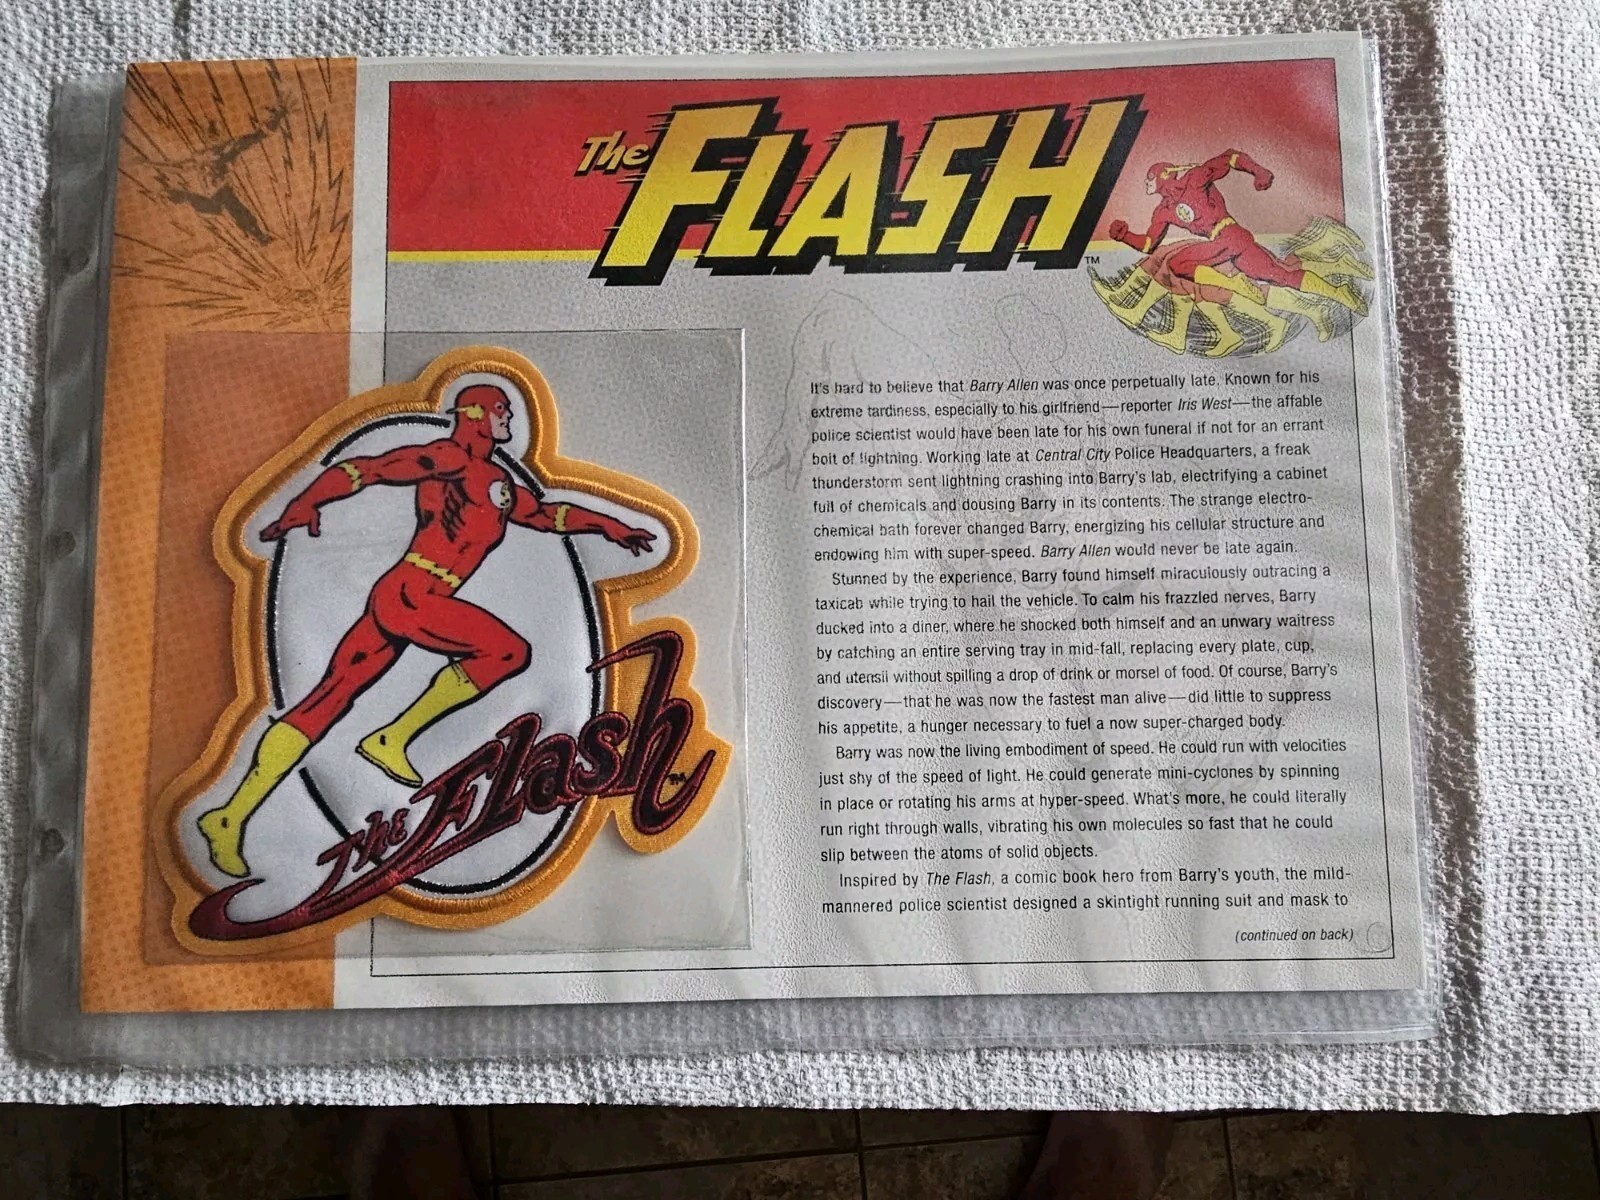 The FLASH™
It's hard to believe that Barry Allen was once perpetually late. Known for his
extreme tardiness, especially to his girlfriend—reporter Iris West—the affable
police scientist would have been late for his own funeral if not for an errant
bolt of lightning. Working late at Central City Police Headquarters, a freak
thunderstorm sent lightning crashing into Barry's lab, electrifying a cabinet
full of chemicals and dousing Barry in its contents. The strange electro-
chemical bath forever changed Barry, energizing his cellular structure and
endowing him with super-speed. Barry Allen would never be late again.
Stunned by the experience, Barry found himself miraculously outracing a
taxicab while trying to hail the vehicle. To calm his frazzled nerves, Barry
ducked into a diner, where he shocked both himself and an unwary waitress
by catching an entire serving tray in mid-fall, replacing every plate, cup,
and utensil without spilling a drop of drink or morsel of food. Of course, Barry's
discovery—that he was now the fastest man alive—did little to suppress
his appetite, a hunger necessary to fuel a now super-charged body.
Barry was now the living embodiment of speed. He could run with velocities
just shy of the speed of light. He could generate mini-cyclones by spinning
in place or rotating his arms at hyper-speed. What's more, he could literally
run right through walls, vibrating his own molecules so fast that he could
slip between the atoms of solid objects.
Inspired by The Flash, a comic book hero from Barry's youth, the mild-
mannered police scientist designed a skintight running suit and mask to
(continued on back)
The Flash™